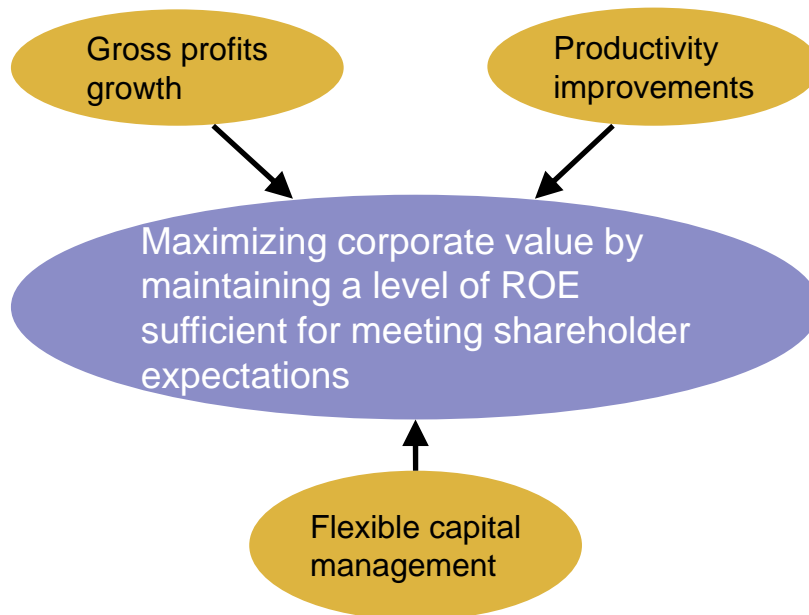 Gross profits
growth
Productivity
improvements
Maximizing corporate value by
maintaining a level of ROE
sufficient for meeting shareholder
expectations
Flexible capital
management